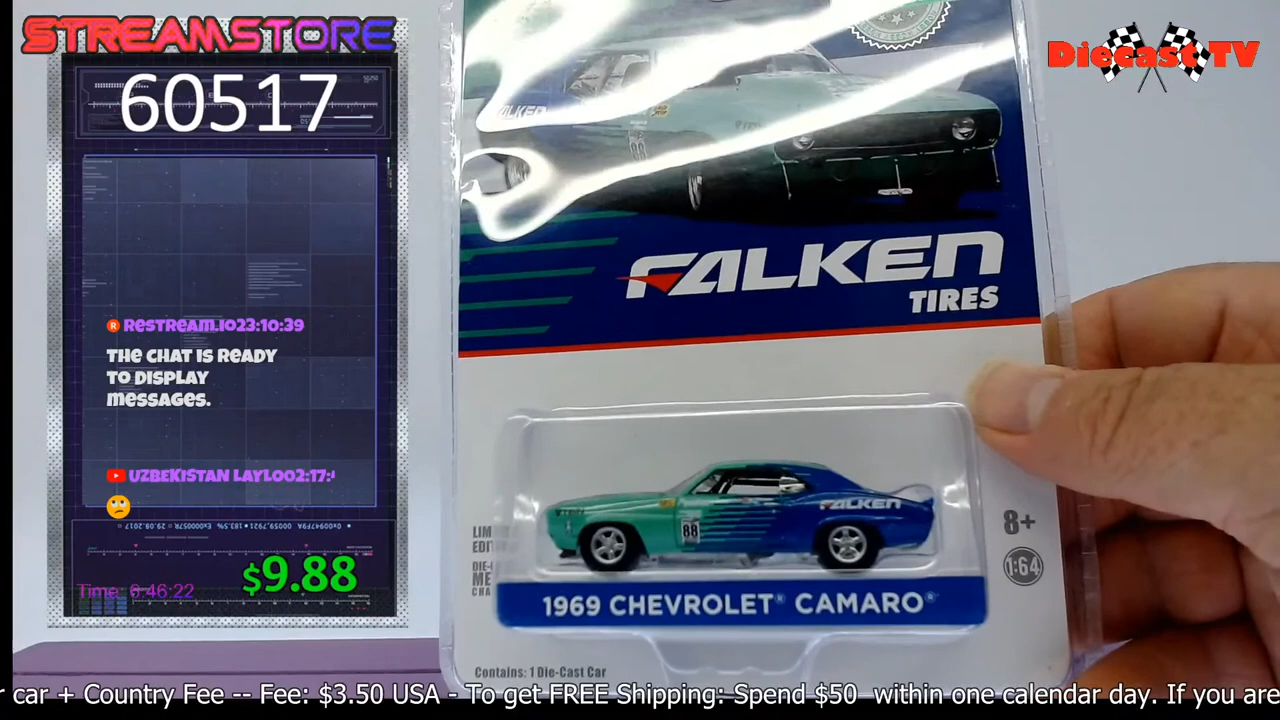 STREAMSTORE
60517
Restream.io23:10:39
The chat is ready
to display
messages.
Time: 0:46:22
$9.88
Diecast TV
FALKEN
TIRES
88
FALKEN
1969 CHEVROLET® CAMARO®
8+
1:64
Contains: 1 Die-Cast Car
car + Country Fee -- Fee: $3.50 USA - To get FREE Shipping: Spend $50 within one calendar day. If you are